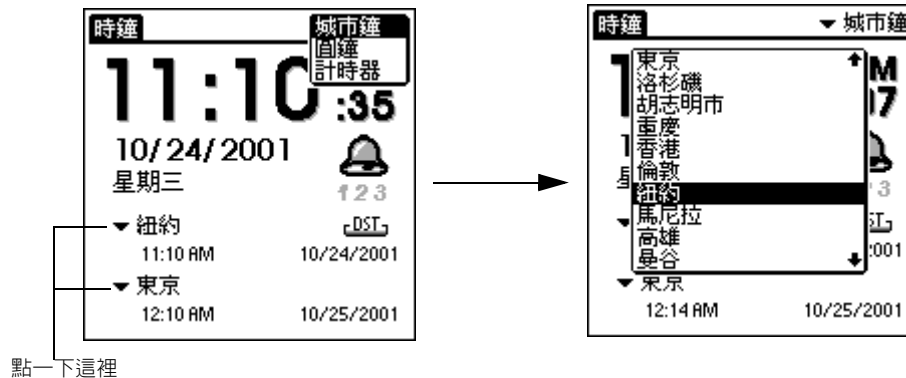 時鐘
城市鐘
圓鐘
計時器
11:10
:35
10/24/2001
星期三
1 2 3
紐約
DST
11:10 AM
10/24/2001
東京
12:10 AM
10/25/2001
點一下這裡
時鐘
城市鐘
東京
洛杉磯
胡志明市
重慶
香港
倫敦
紐約
馬尼拉
高雄
曼谷
東京
12:14 AM
10/25/2001